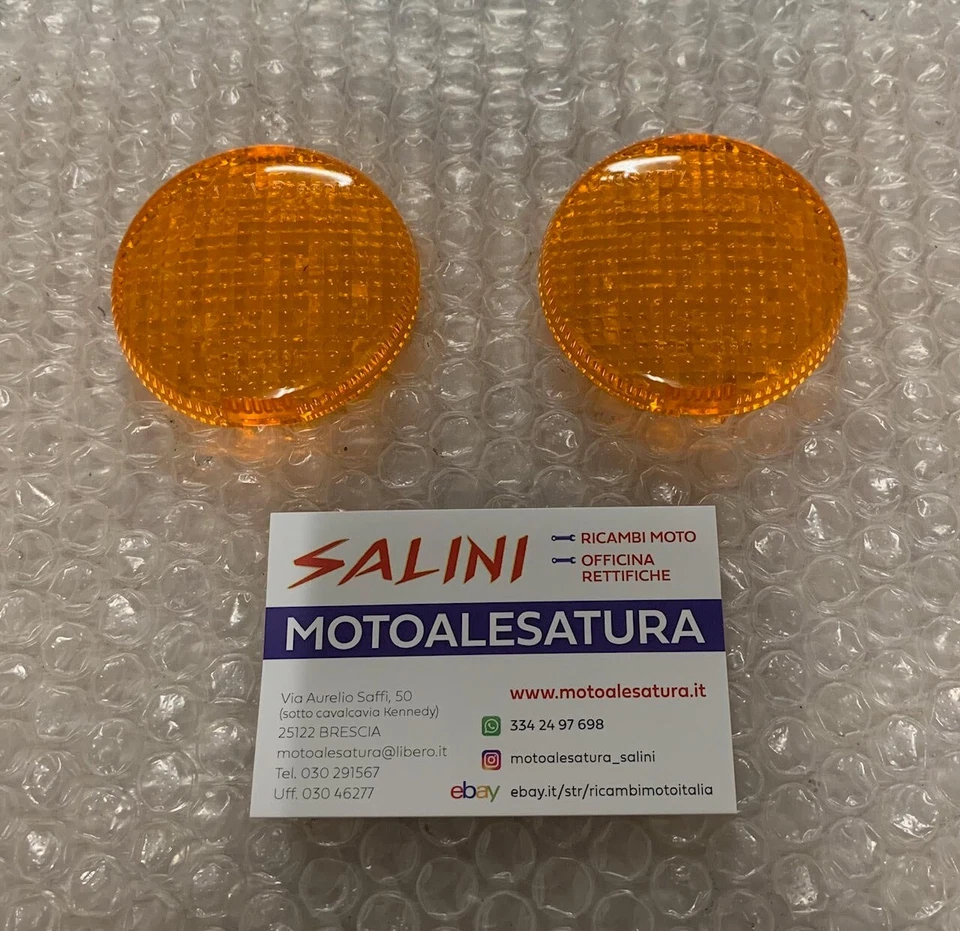 SALINI
RICAMBI MOTO
OFFICINA
RETTIFICHE
MOTOALESATURA
Via Aurelio Saffi, 50
(sotto cavalcavia Kennedy)
25122 BRESCIA
motoalesatura@libero.it
Tel. 030 291567
Uff. 030 46277
www.motoalesatura.it
334 24 97 698
motoalesatura_salini
ebay ebay.it/str/ricambimotoitalia